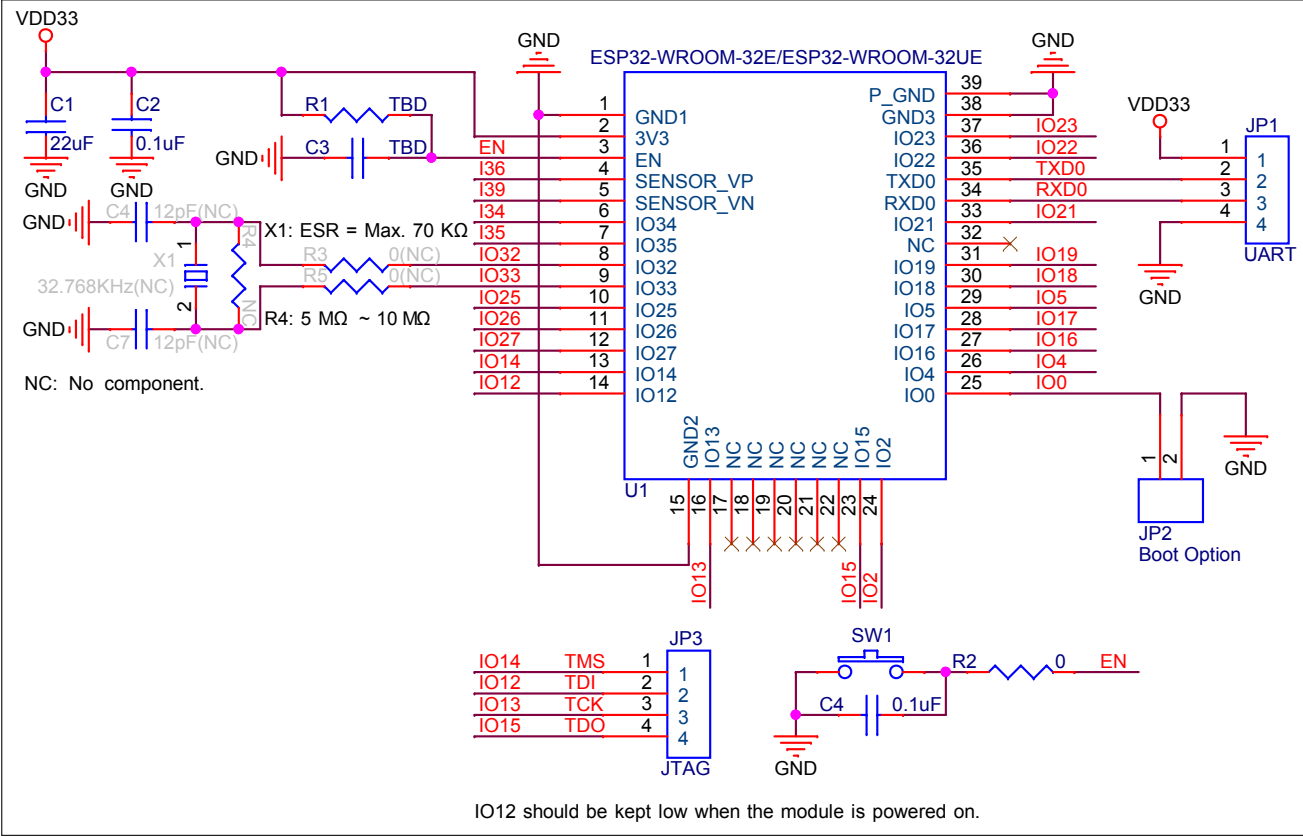 VDD33
C1
22uF
GND
C2
0.1uF
GND
R1 TBD
GND C3 TBD
GND C4 12pF(NC)
X1: ESR = Max. 70 KΩ
R4
NC
1
X1
32.768KHz(NC)
2
R3 0(NC)
R5 0(NC)
R4: 5 MΩ ~ 10 MΩ
GND C7 12pF(NC)
NC: No component.
GND
ESP32-WROOM-32E/ESP32-WROOM-32UE
GND
1 GND1
2 3V3
EN 3 EN
I36 4 SENSOR_VP
I39 5 SENSOR_VN
I34 6 IO34
I35 7 IO35
IO32 8 IO32
IO33 9 IO33
IO25 10 IO25
IO26 11 IO26
IO27 12 IO27
IO14 13 IO14
IO12 14 IO12
P_GND 39
GND3 38
IO23 37 IO23
IO22 36 IO22
TXD0 35 TXD0
RXD0 34 RXD0
IO21 33 IO21
NC 32
IO19 31 IO19
IO18 30 IO18
IO5 29 IO5
IO17 28 IO17
IO16 27 IO16
IO4 26 IO4
IO0 25 IO0
GND2 IO13 NC NC NC NC NC NC IO15 IO2
U1
15 16 17 18 19 20 21 22 23 24
IO13 IO15 IO2
VDD33
JP1
1 1
2 2
3 3
4 4
UART
GND
1 2
GND
JP2
Boot Option
JP3
IO14 TMS 1 1
IO12 TDI 2 2
IO13 TCK 3 3
IO15 TDO 4 4
JTAG
SW1
R2 0 EN
C4 0.1uF
GND
IO12 should be kept low when the module is powered on.